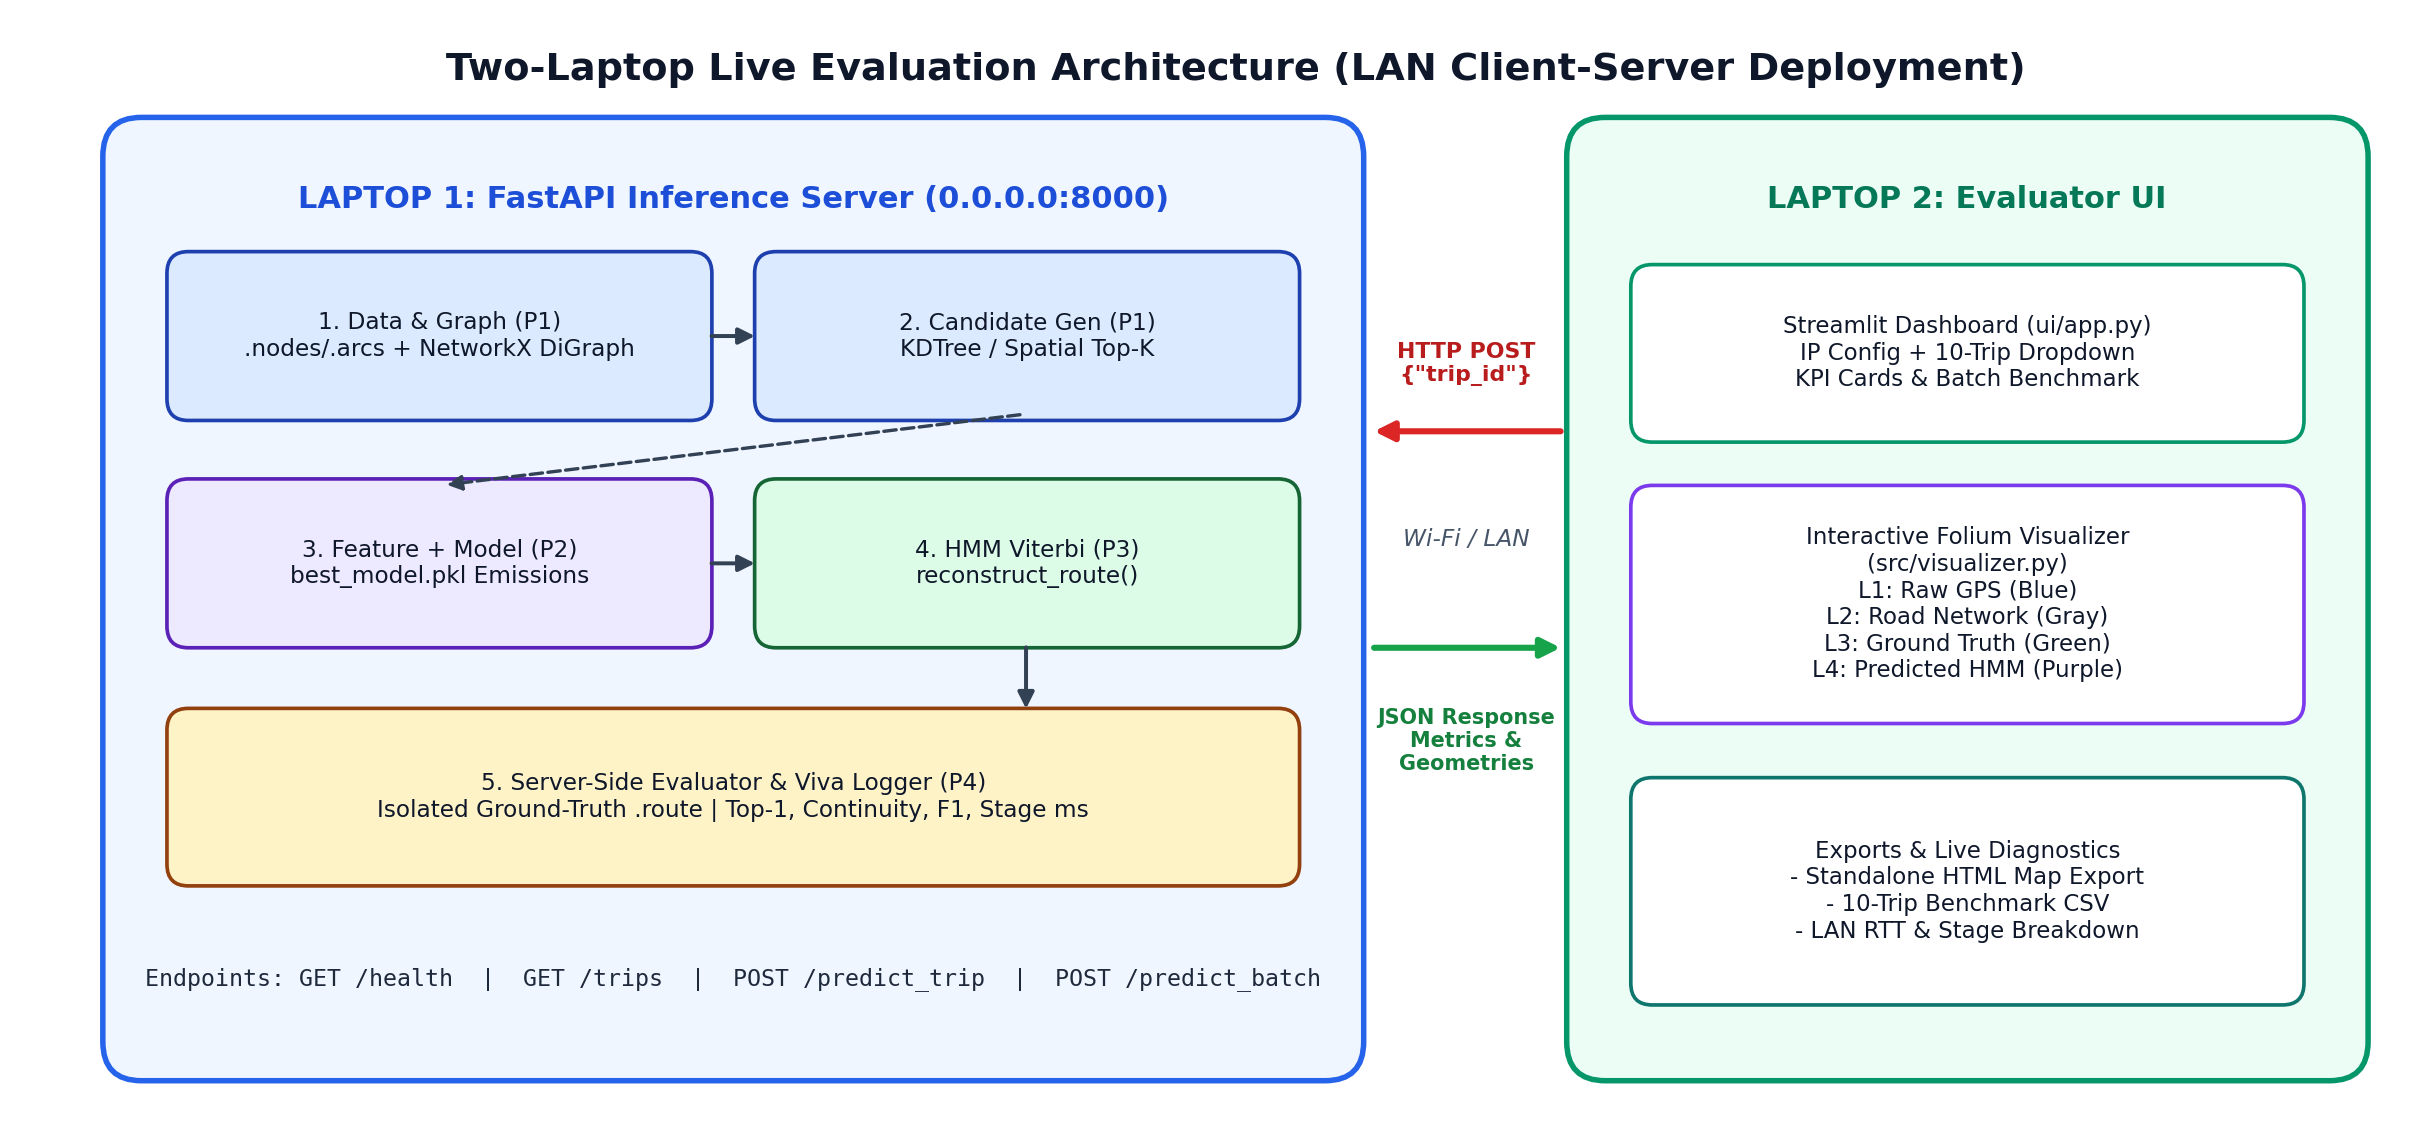 Two-Laptop Live Evaluation Architecture (LAN Client-Server Deployment)
LAPTOP 1: FastAPI Inference Server (0.0.0.0:8000)
1. Data & Graph (P1)
.nodes/.arcs + NetworkX DiGraph
2. Candidate Gen (P1)
KDTree / Spatial Top-K
3. Feature + Model (P2)
best_model.pkl Emissions
4. HMM Viterbi (P3)
reconstruct_route()
5. Server-Side Evaluator & Viva Logger (P4)
Isolated Ground-Truth .route | Top-1, Continuity, F1, Stage ms
Endpoints: GET /health | GET /trips | POST /predict_trip | POST /predict_batch
HTTP POST
{"trip_id"}
Wi-Fi / LAN
JSON Response
Metrics &
Geometries
LAPTOP 2: Evaluator UI
Streamlit Dashboard (ui/app.py)
IP Config + 10-Trip Dropdown
KPI Cards & Batch Benchmark
Interactive Folium Visualizer
(src/visualizer.py)
L1: Raw GPS (Blue)
L2: Road Network (Gray)
L3: Ground Truth (Green)
L4: Predicted HMM (Purple)
Exports & Live Diagnostics
- Standalone HTML Map Export
- 10-Trip Benchmark CSV
- LAN RTT & Stage Breakdown